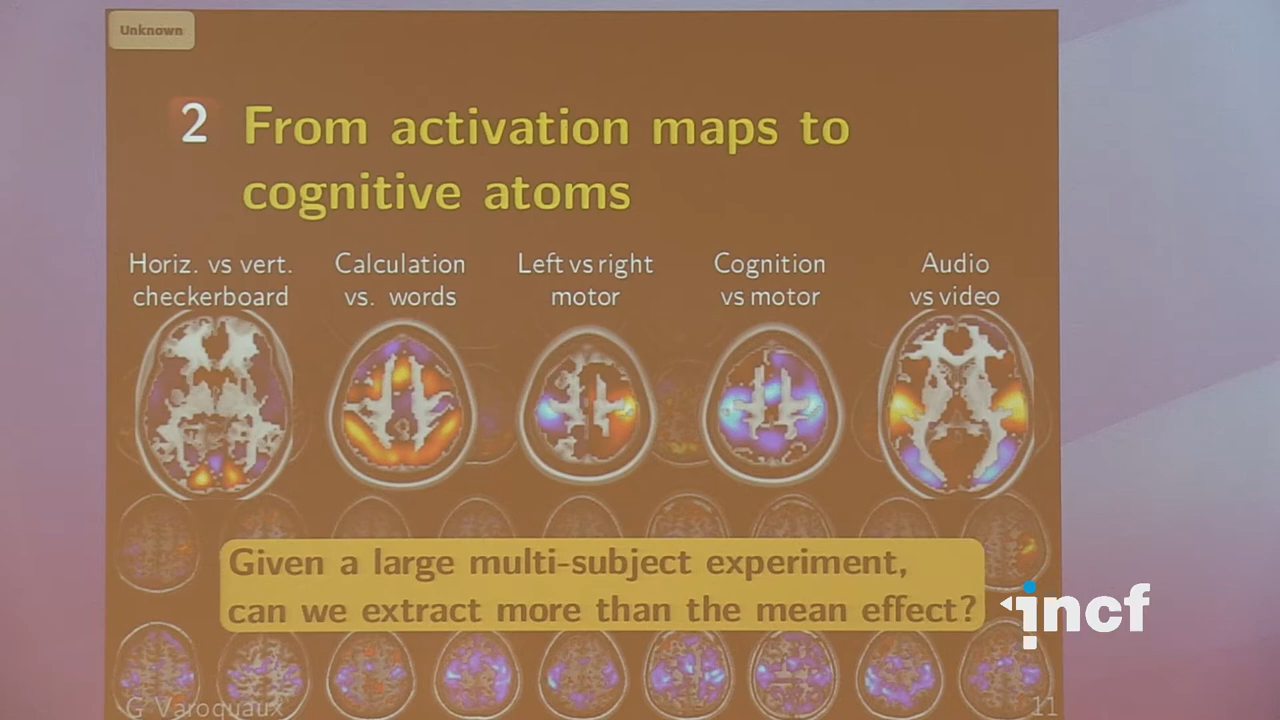 Unknown
2 From activation maps to
cognitive atoms
Horiz. vs vert.
checkerboard
Calculation
vs. words
Left vs right
motor
Cognition
vs motor
Audio
vs video
Given a large multi-subject experiment,
can we extract more than the mean effect?
incf
G Varoquaux
11